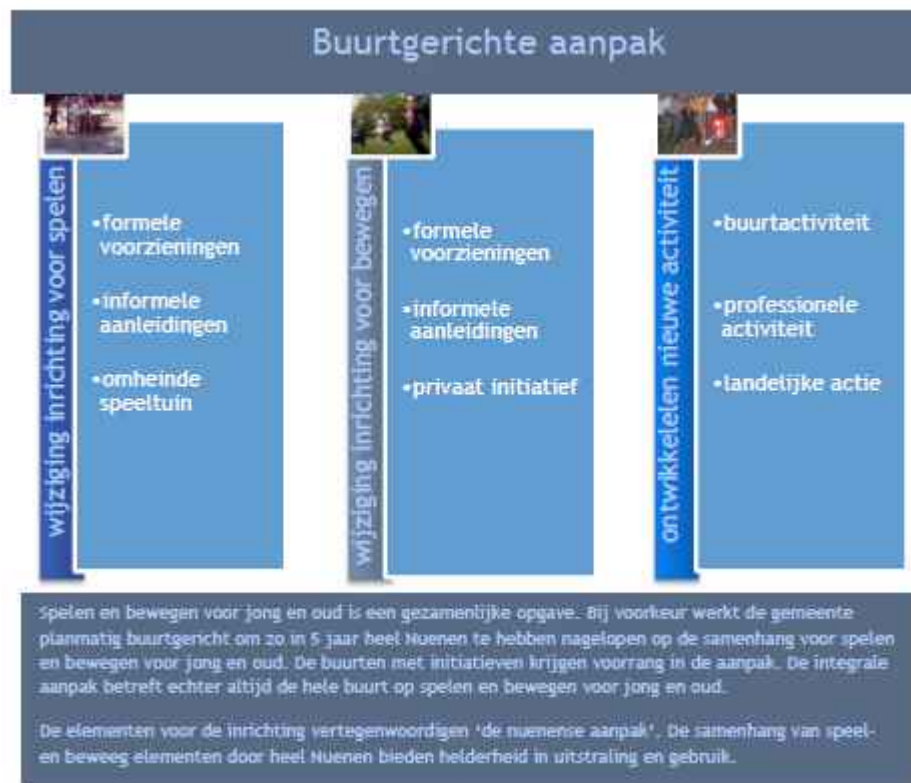 Buurtgerichte aanpak
wijziging inrichting voor spelen
•formele
voorzieningen
•informele
aanleidingen
•omheinde
speeltuin
wijziging inrichting voor bewegen
•formele
voorzieningen
•informele
aanleidingen
•privaat initiatief
ontwikkelelen nieuwe activiteit
•buurtactiviteit
•professionele
activiteit
•landelijke actie
Spelen en bewegen voor jong en oud is een gezamenlijke opgave. Bij voorkeur werkt de gemeente
planmatig buurtgericht om zo in 5 jaar heel Nuenen te hebben nagelopen op de samenhang voor spelen
en bewegen voor jong en oud. De buurten met initiatieven krijgen voorrang in de aanpak. De integrale
aanpak betreft echter altijd de hele buurt op spelen en bewegen voor jong en oud.
De elementen voor de inrichting vertegenwoordigen ‘de nuenense aanpak’. De samenhang van speel-
en beweeg elementen door heel Nuenen bieden helderheid in uitstraling en gebruik.